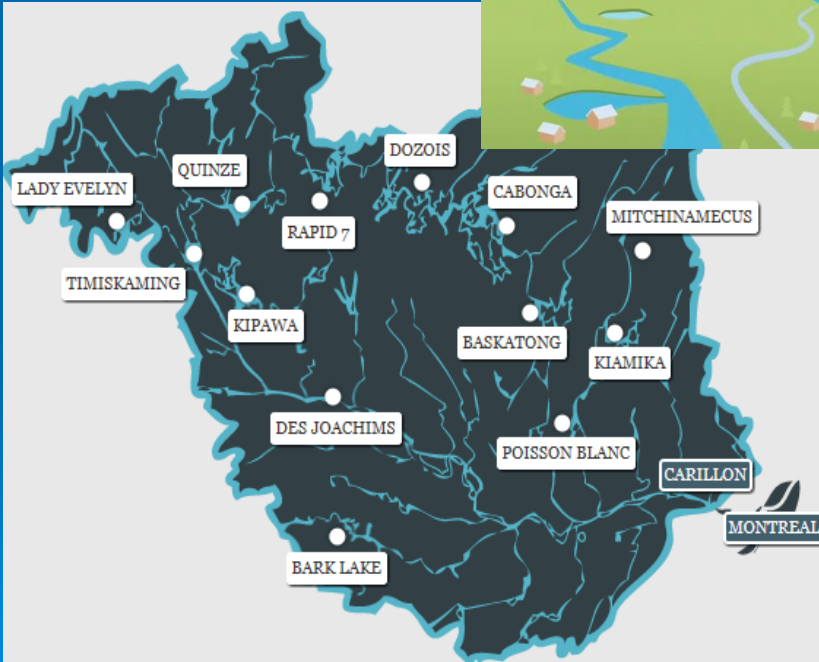 DOZOIS
QUINZE
LADY EVELYN
CABONGA
MITCHINAMECUS
RAPID 7
TIMISKAMING
KIPAWA
BASKATONG
KIAMIKA
DES JOACHIMS
POISSON BLANC
CARILLON
MONTREAL
BARK LAKE